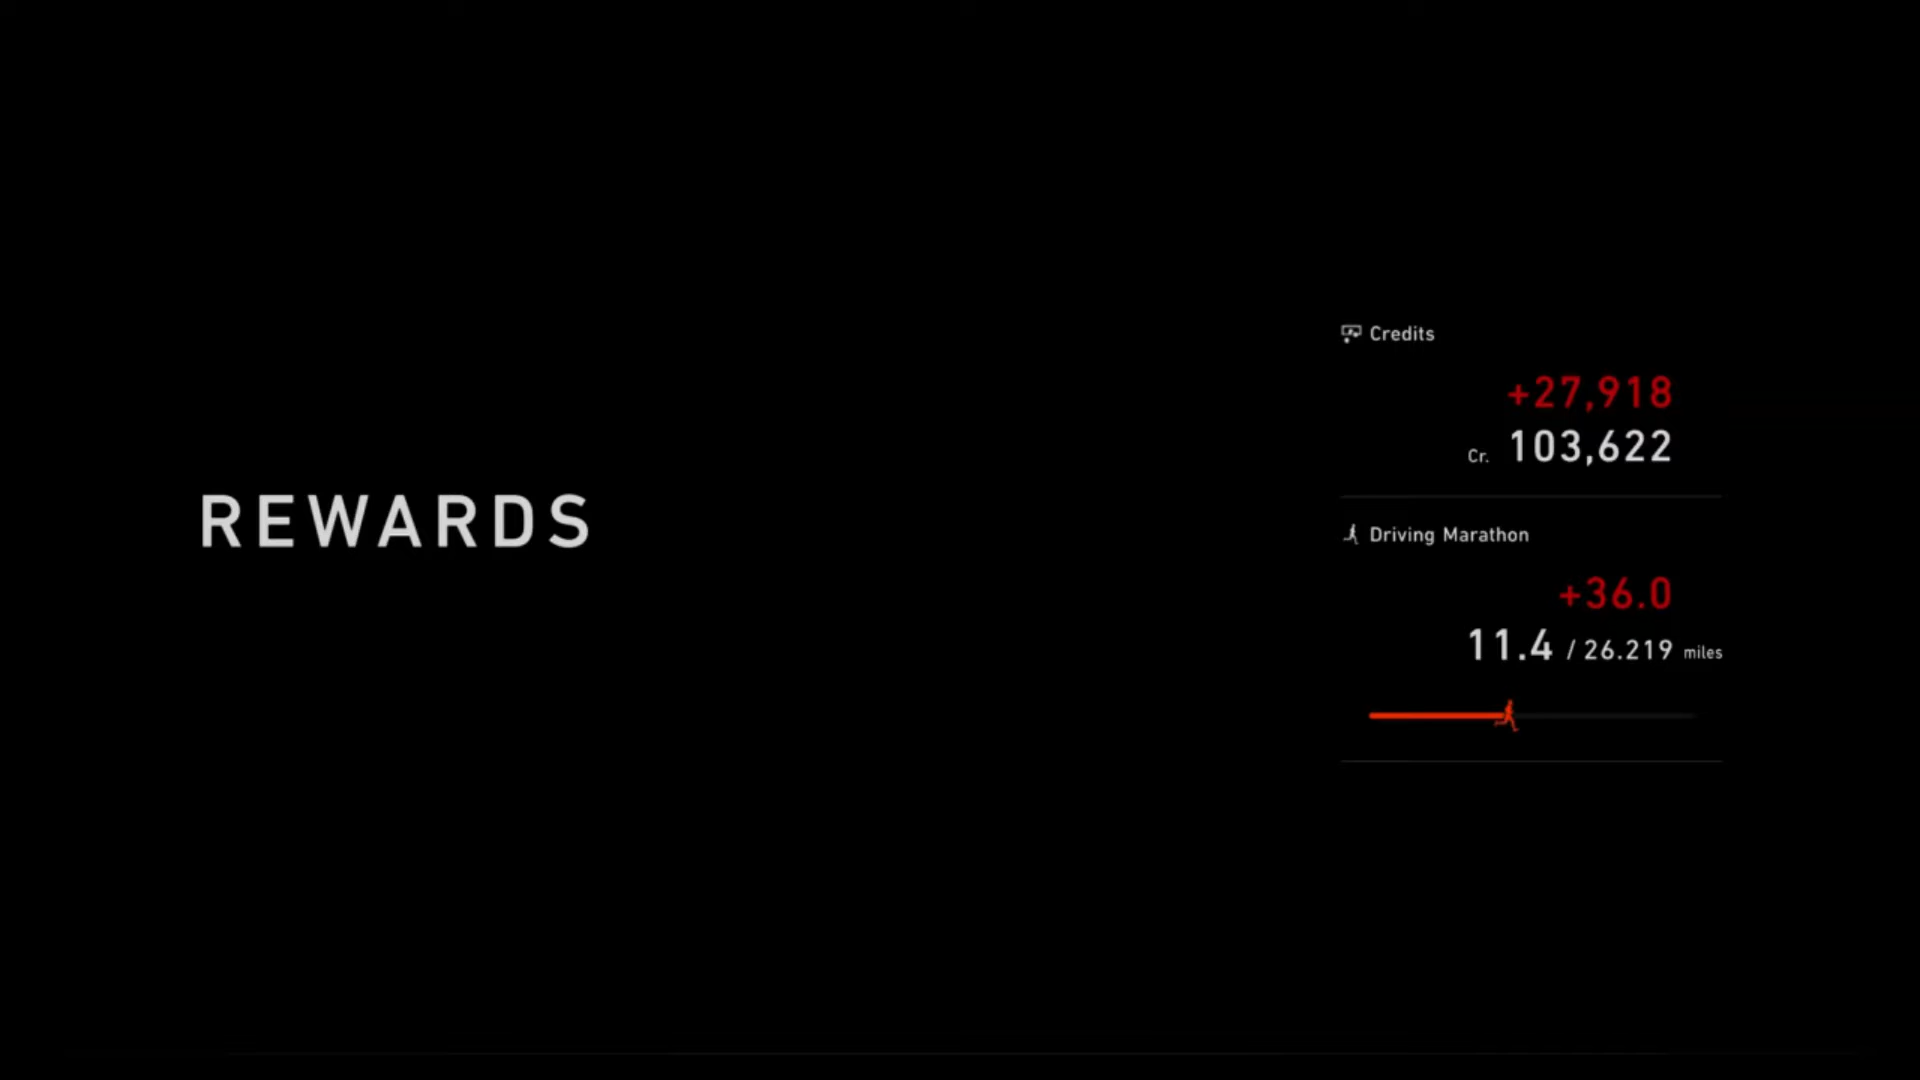 REWARDS
Credits
+27,918
Cr. 103,622
Driving Marathon
+36.0
11.4 / 26.219 miles